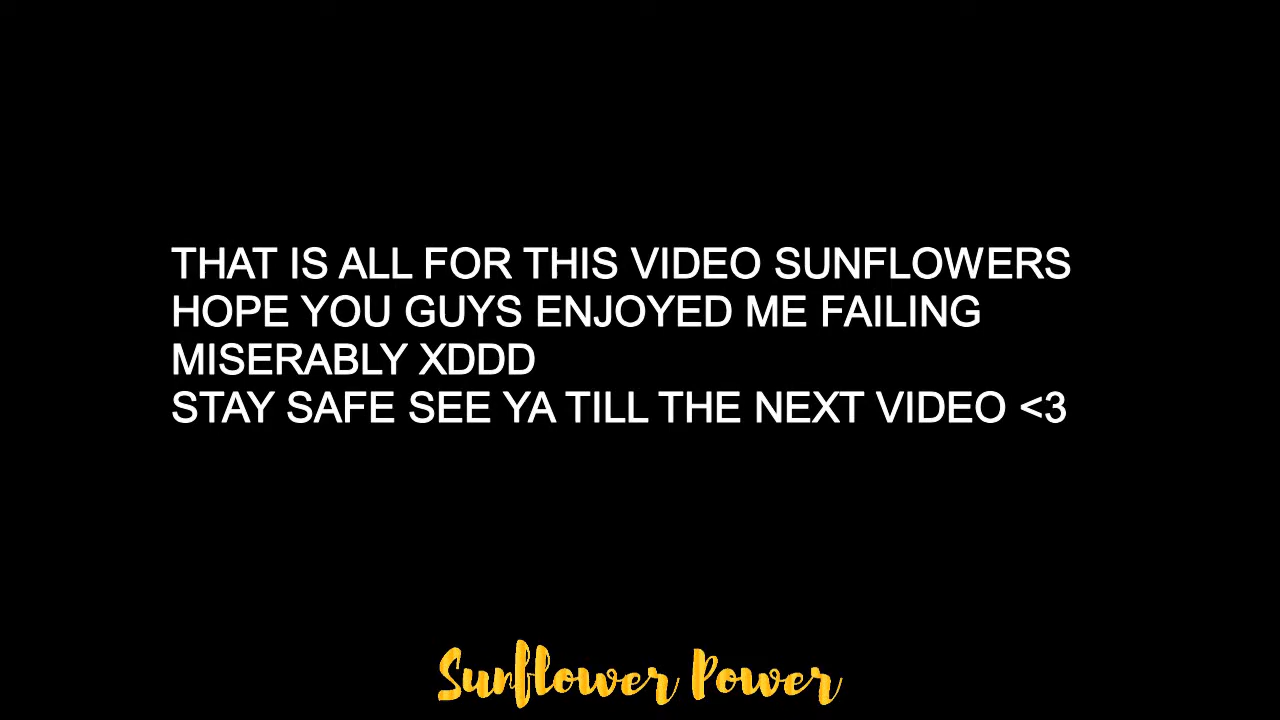 THAT IS ALL FOR THIS VIDEO SUNFLOWERS
HOPE YOU GUYS ENJOYED ME FAILING
MISERABLY XDDD
STAY SAFE SEE YA TILL THE NEXT VIDEO <3
Sunflower Power